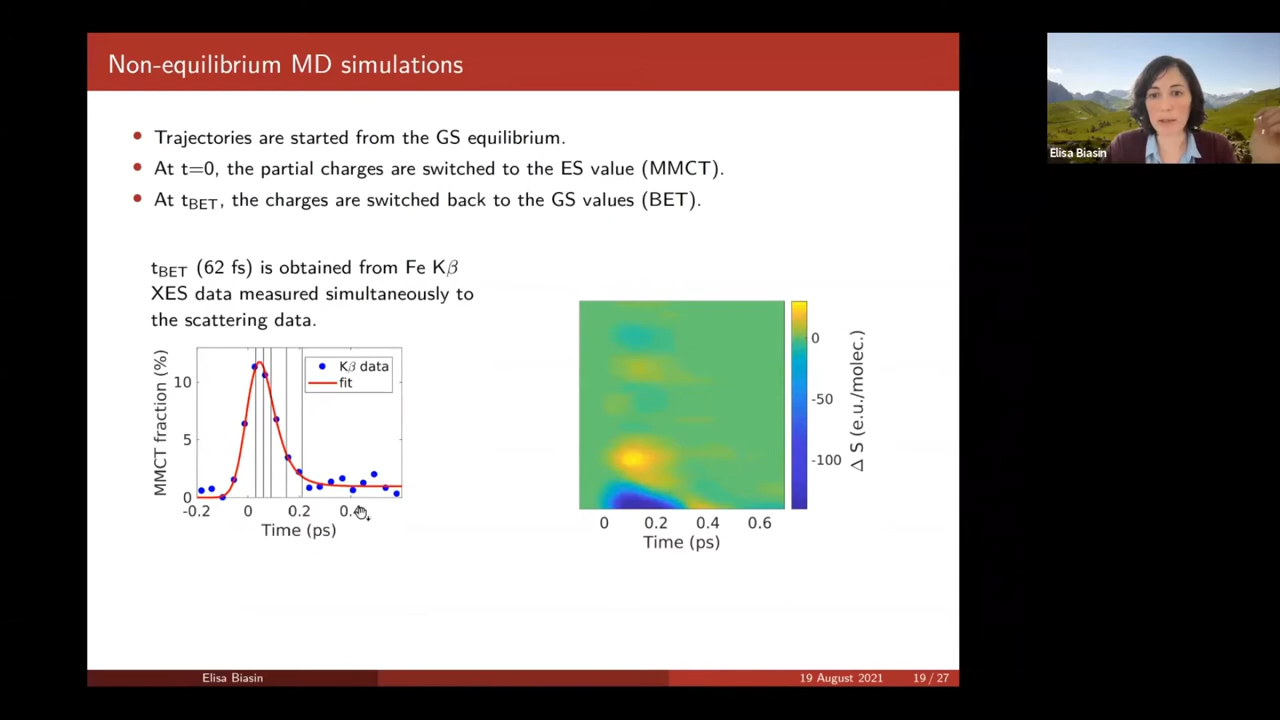 Non-equilibrium MD simulations
• Trajectories are started from the GS equilibrium.
• At t=0, the partial charges are switched to the ES value (MMCT).
• At tBET, the charges are switched back to the GS values (BET).
tBET (62 fs) is obtained from Fe Kβ
XES data measured simultaneously to
the scattering data.
MMCT fraction (%)
10
5
0
Kβ data
fit
-0.2 0 0.2 0.4
Time (ps)
0 0.2 0.4 0.6
Time (ps)
0
-50
-100
Δ S (e.u./molec.)
Elisa Biasin
Elisa Biasin 19 August 2021 19 / 27